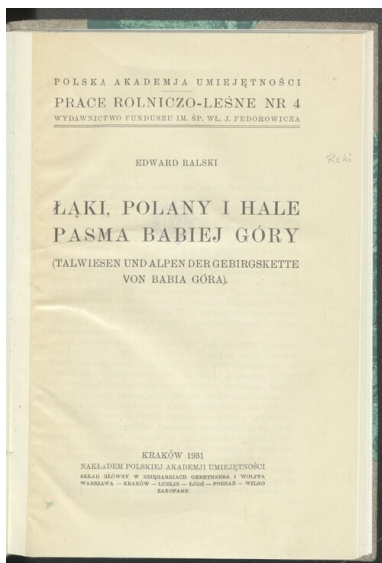 POLSKA AKADEMJA UMIEJĘTNOŚCI
PRACE ROLNICZO-LEŚNE NR 4
WYDAWNICTWO FUNDUSZU IM. ŚP. WŁ. J. FEDOROWICZA
EDWARD RALSKI
ŁĄKI, POLANY I HALE
PASMA BABIEJ GÓRY
(TALWIESEN UND ALPEN DER GEBIRGSKETTE
VON BABIA GÓRA).
KRAKÓW 1931
NAKŁADEM POLSKIEJ AKADEMJI UMIEJĘTNOŚCI
SKŁAD GŁÓWNY W KSIĘGARNIACH GEBETHNERA I WOLFFA
WARSZAWA — KRAKÓW — LUBLIN — ŁÓDŹ — POZNAŃ — WILNO
ZAKOPANE